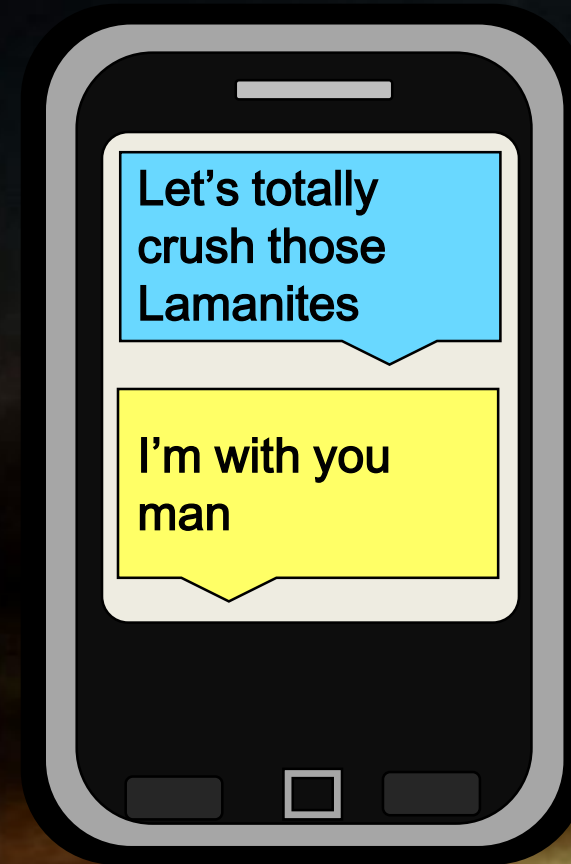 Let’s totally
crush those
Lamanites
I’m with you
man